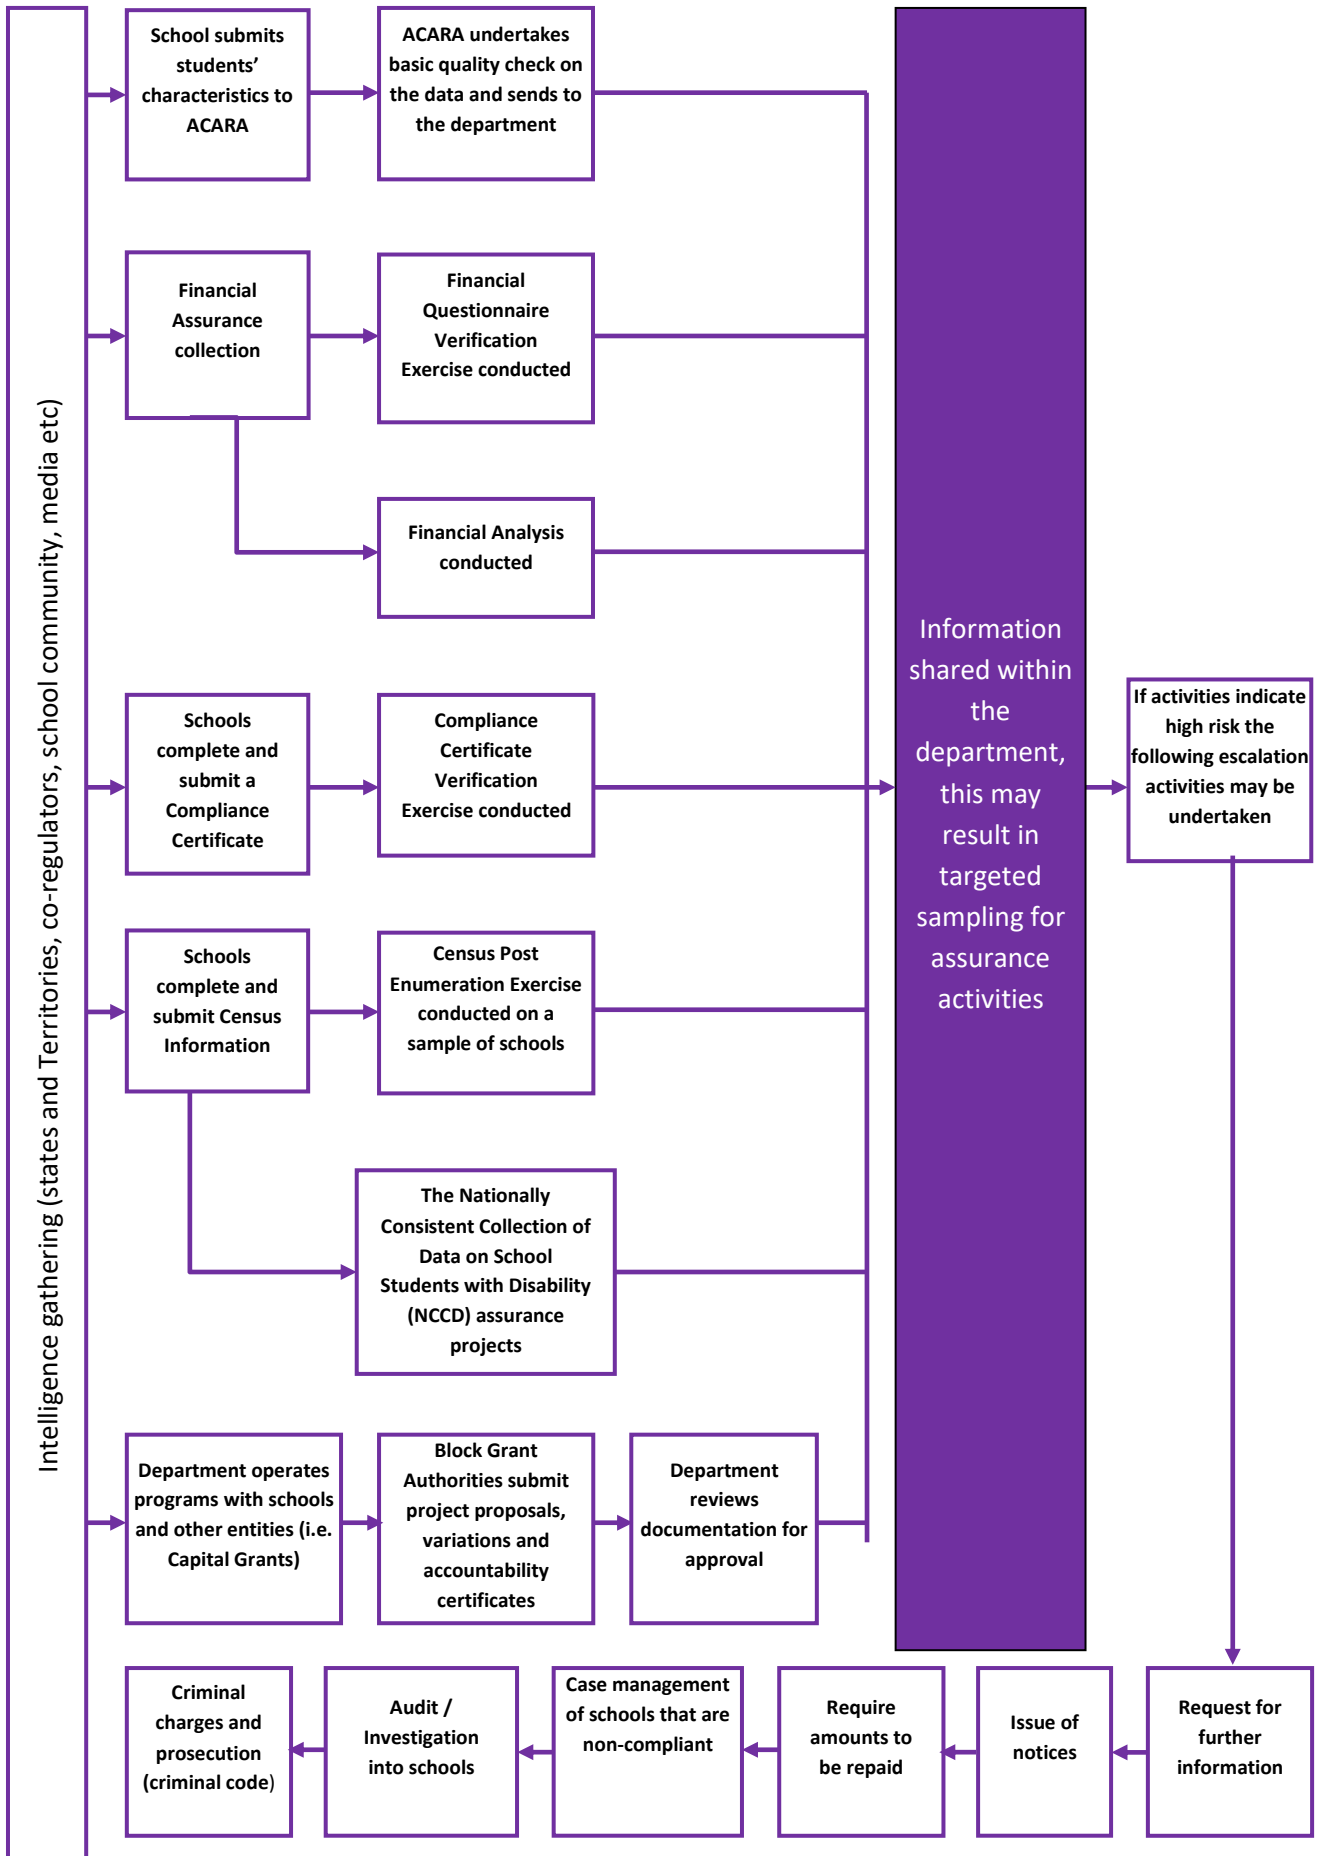 Intelligence gathering (states and Territories, co-regulators, school community, media etc)
School submits
students’
characteristics to
ACARA
ACARA undertakes
basic quality check on
the data and sends to
the department
Financial
Assurance
collection
Financial
Questionnaire
Verification
Exercise conducted
Financial Analysis
conducted
Schools
complete and
submit a
Compliance
Certificate
Compliance
Certificate
Verification
Exercise conducted
Schools
complete and
submit Census
Information
Census Post
Enumeration Exercise
conducted on a
sample of schools
The Nationally
Consistent Collection of
Data on School
Students with Disability
(NCCD) assurance
projects
Department operates
programs with schools
and other entities (i.e.
Capital Grants)
Block Grant
Authorities submit
project proposals,
variations and
accountability
certificates
Department
reviews
documentation for
approval
Information
shared within
the
department,
this may
result in
targeted
sampling for
assurance
activities
If activities indicate
high risk the
following escalation
activities may be
undertaken
Request for
further
information
Issue of
notices
Require
amounts to
be repaid
Case management
of schools that are
non-compliant
Audit /
Investigation
into schools
Criminal
charges and
prosecution
(criminal code)